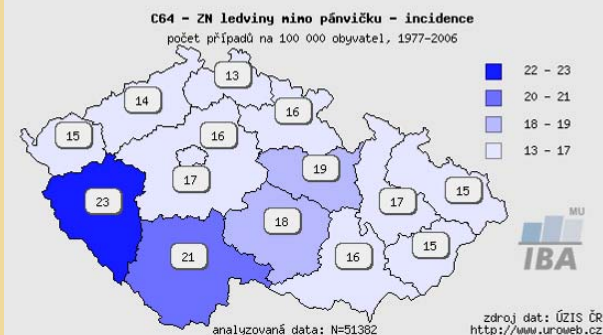 C64 - ZN ledviny mimo pánvičku - incidence
počet případů na 100 000 obyvatel, 1977-2006
22 - 23
20 - 21
18 - 19
13 - 17
13
14
16
15
16
19
17
15
23
17
18
15
21
16
MU
IBA
zdroj dat: ÚZIS ČR
analyzovaná data: N=51382
http://www.uroweb.cz